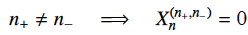 n₊ ≠ n₋ ⟹ Xₙ⁽ⁿ⁺,ⁿ⁻⁾ = 0